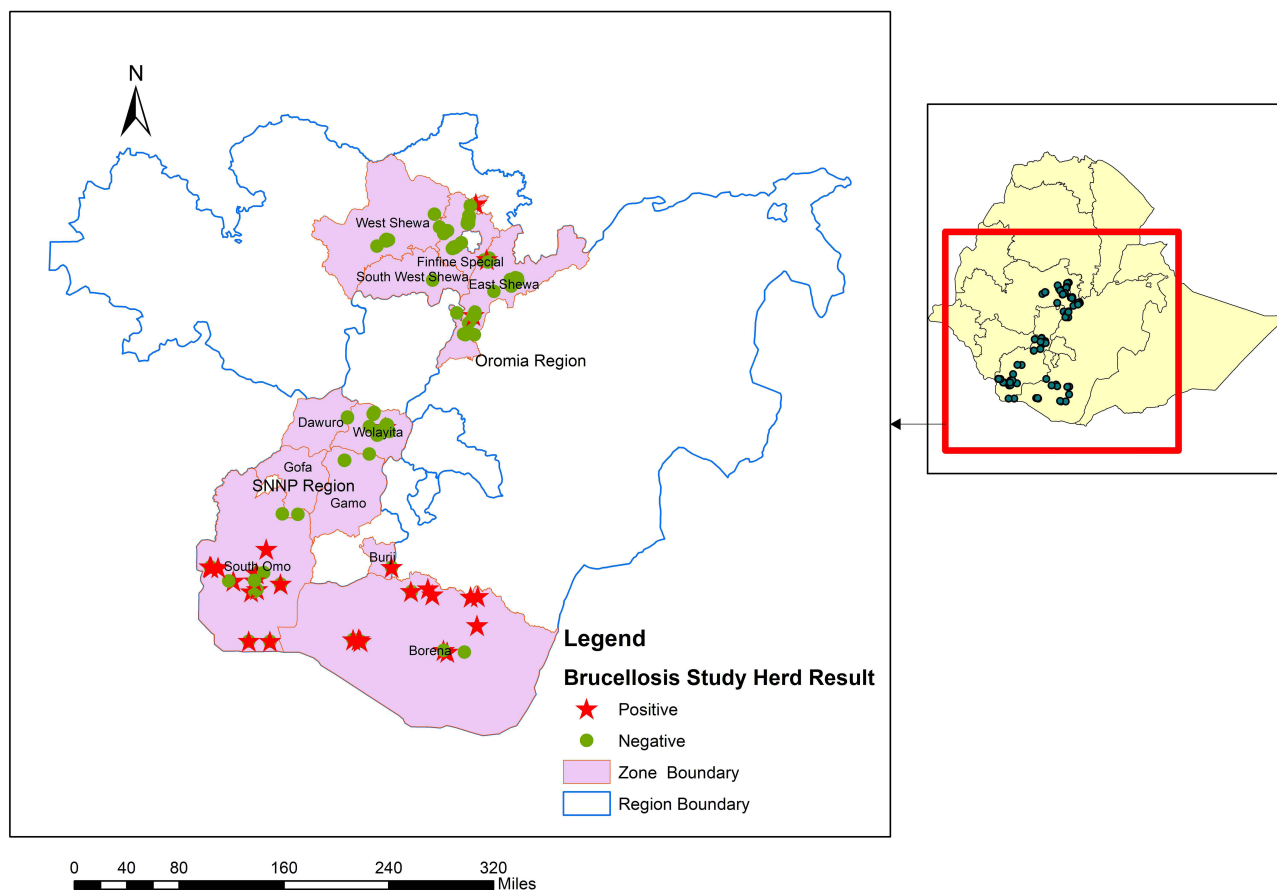 N
West Shewa
Finfine Special
South West Shewa
East Shewa
Oromia Region
Dawuro
Wolayita
Gofa
SNNP Region
Gamo
South Omo
Burji
Borena
Legend
Brucellosis Study Herd Result
Positive
Negative
Zone Boundary
Region Boundary
0 40 80 160 240 320
Miles